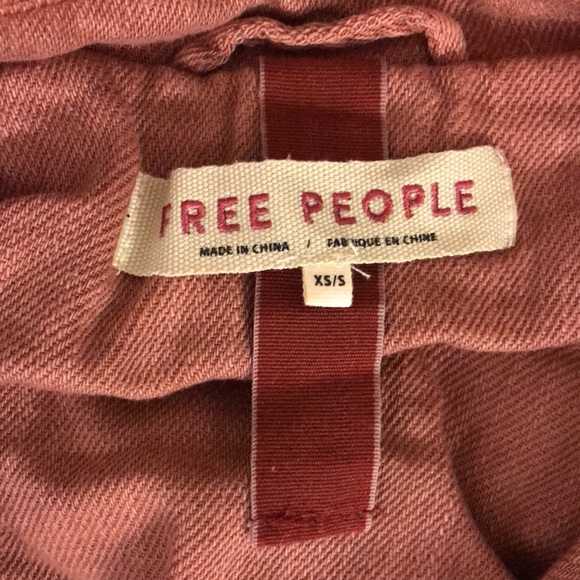 FREE PEOPLE
MADE IN CHINA / FABRIQUE EN CHINE
XS/S